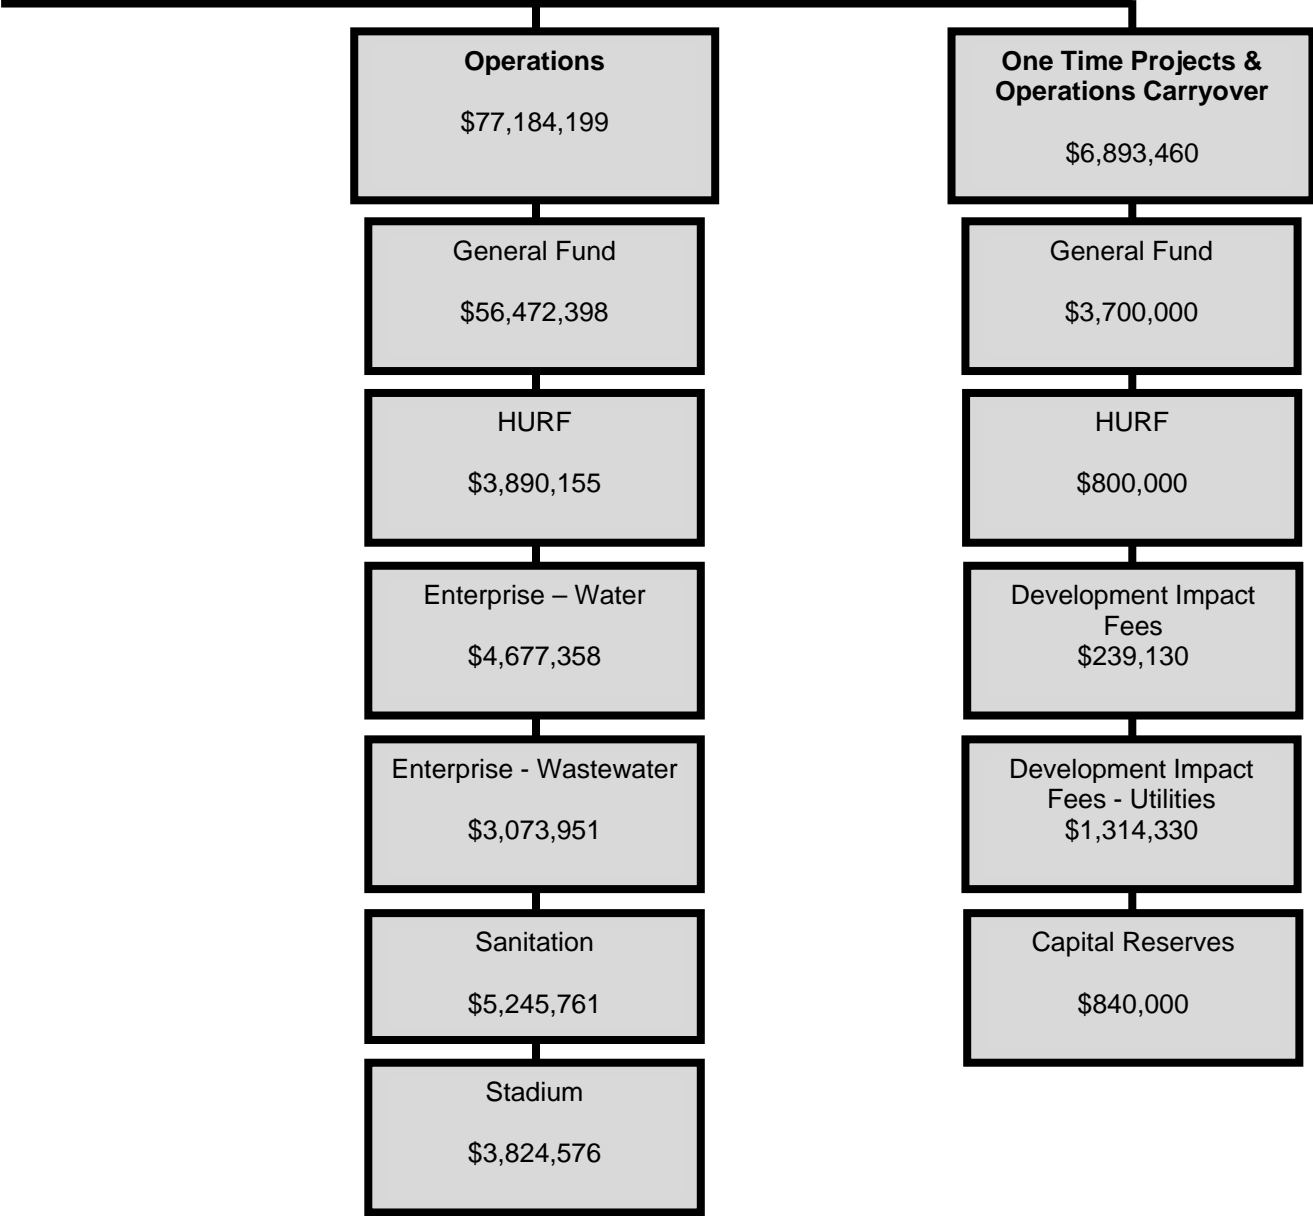 Operations
$77,184,199
General Fund
$56,472,398
HURF
$3,890,155
Enterprise – Water
$4,677,358
Enterprise - Wastewater
$3,073,951
Sanitation
$5,245,761
Stadium
$3,824,576
One Time Projects &
Operations Carryover
$6,893,460
General Fund
$3,700,000
HURF
$800,000
Development Impact
Fees
$239,130
Development Impact
Fees - Utilities
$1,314,330
Capital Reserves
$840,000